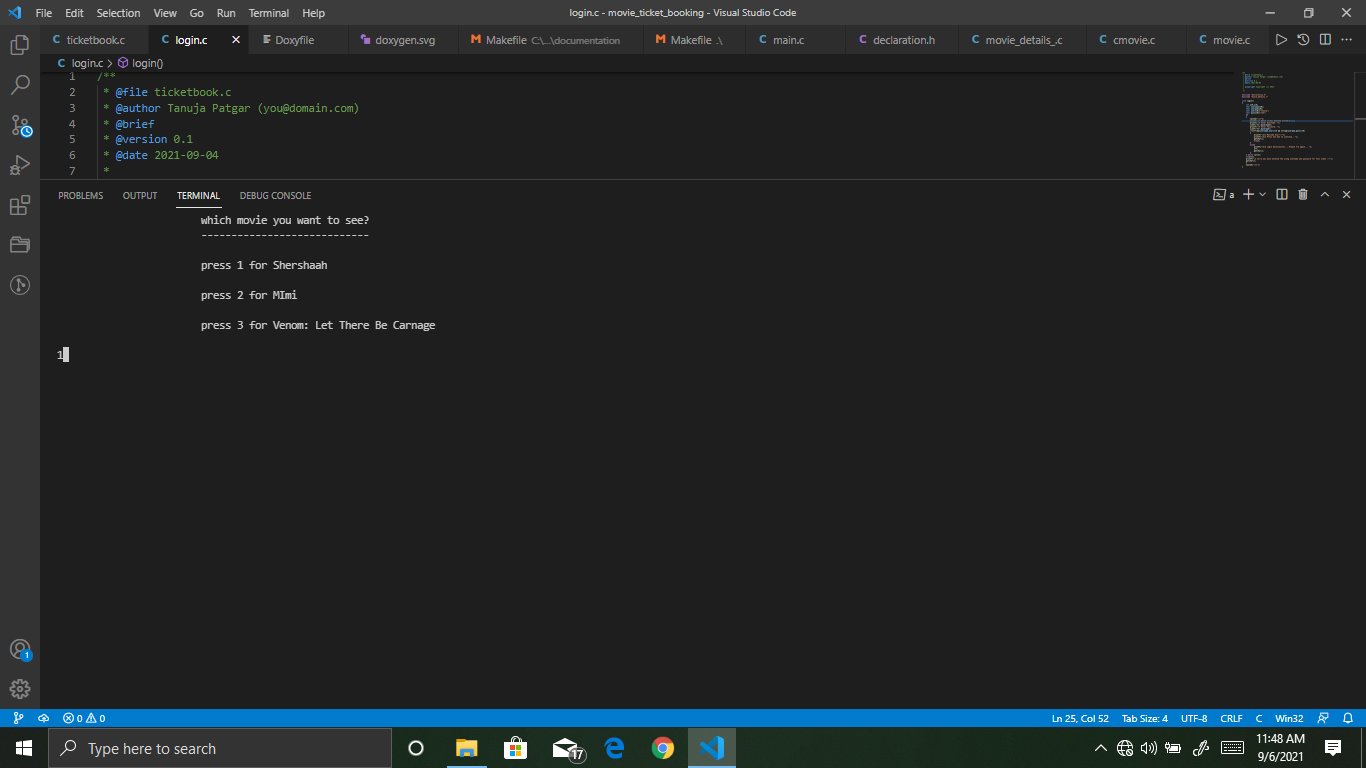 File Edit Selection View Go Run Terminal Help login.c - movie_ticket_booking - Visual Studio Code
ticketbook.c login.c Doxyfile doxygen.svg Makefile C:\...\documentation Makefile .\ main.c declaration.h movie_details_.c cmovie.c movie.c
login.c > login()
1 /**
2 * @file ticketbook.c
3 * @author Tanuja Patgar (you@domain.com)
4 * @brief
5 * @version 0.1
6 * @date 2021-09-04
7 *
PROBLEMS OUTPUT TERMINAL DEBUG CONSOLE a
which movie you want to see?
----------------------------
press 1 for Shershaah
press 2 for MImi
press 3 for Venom: Let There Be Carnage
1
1
0 0 Ln 25, Col 52 Tab Size: 4 UTF-8 CRLF C Win32
Type here to search 17 11:48 AM
9/6/2021